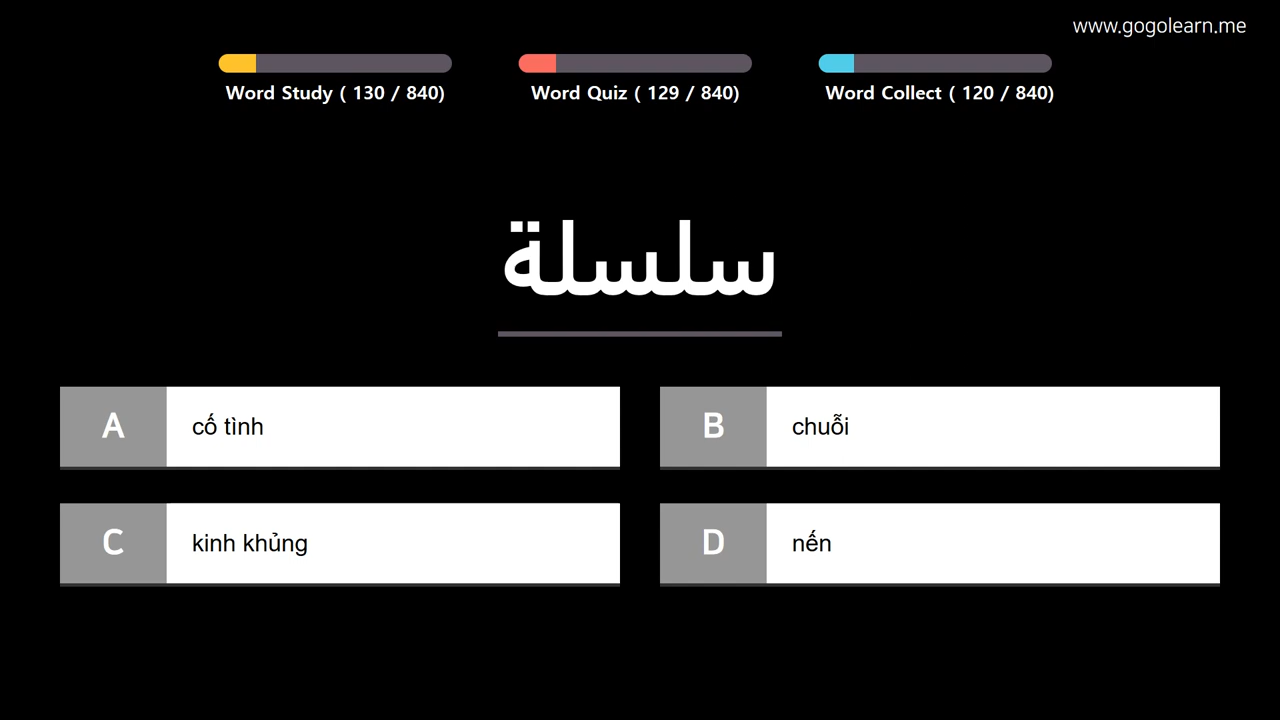 www.gogolearn.me
Word Study ( 130 / 840)
Word Quiz ( 129 / 840)
Word Collect ( 120 / 840)
سلسلة
A
cố tình
B
chuỗi
C
kinh khủng
D
nến